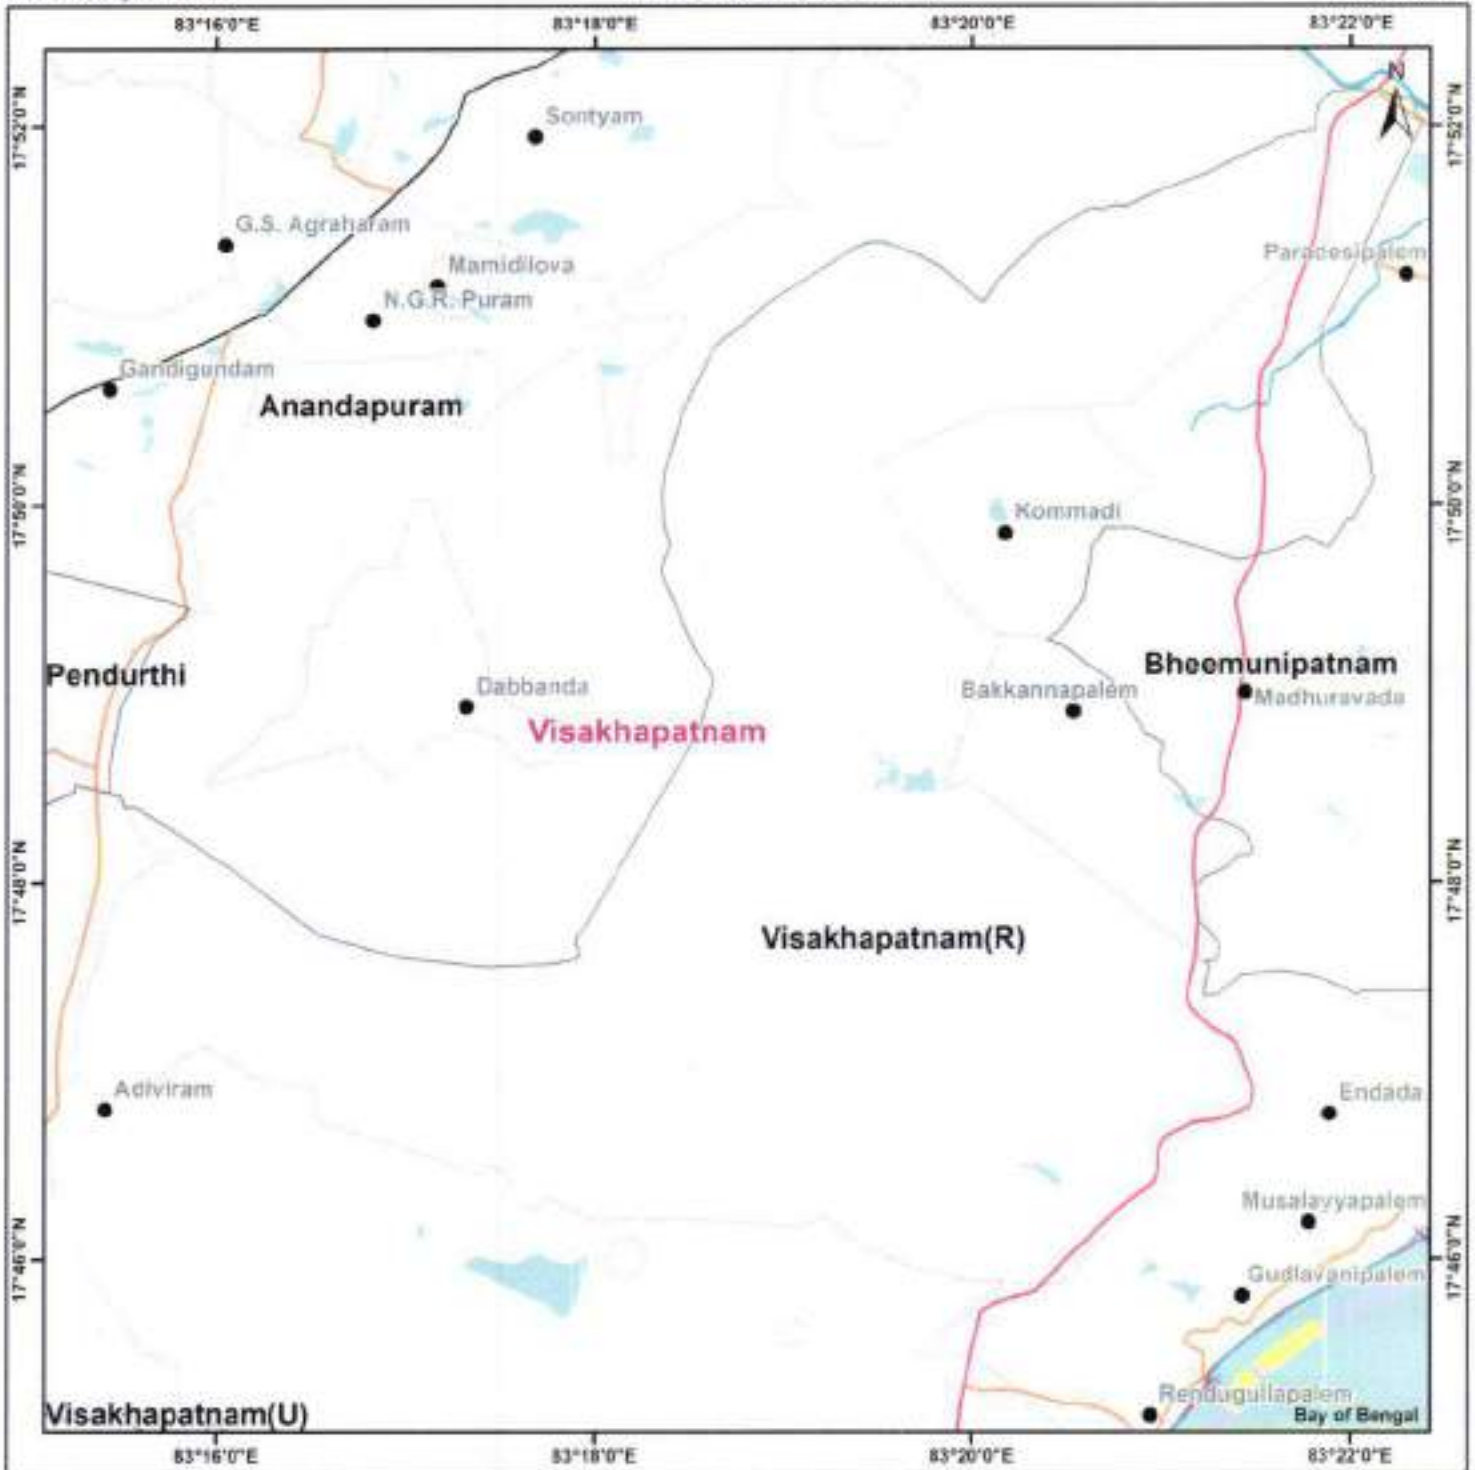 83°16'0"E 83°18'0"E 83°20'0"E 83°22'0"E
N
17°52'0"N 17°52'0"N
Sontyam
G.S. Agraharam
Paradesipalem
Mamidilova
N.G.R. Puram
Gandigundam
Anandapuram
17°50'0"N 17°50'0"N
Kommadi
Bheemunipatnam
Pendurthi
Dabbanda
Bakkannapalem
Madhuravada
Visakhapatnam
17°48'0"N 17°48'0"N
Visakhapatnam(R)
Adiviram
Endada
Musalayyapalem
17°46'0"N 17°46'0"N
Gudlavanipalem
Rendugullapalem
Visakhapatnam(U)
Bay of Bengal
83°16'0"E 83°18'0"E 83°20'0"E 83°22'0"E